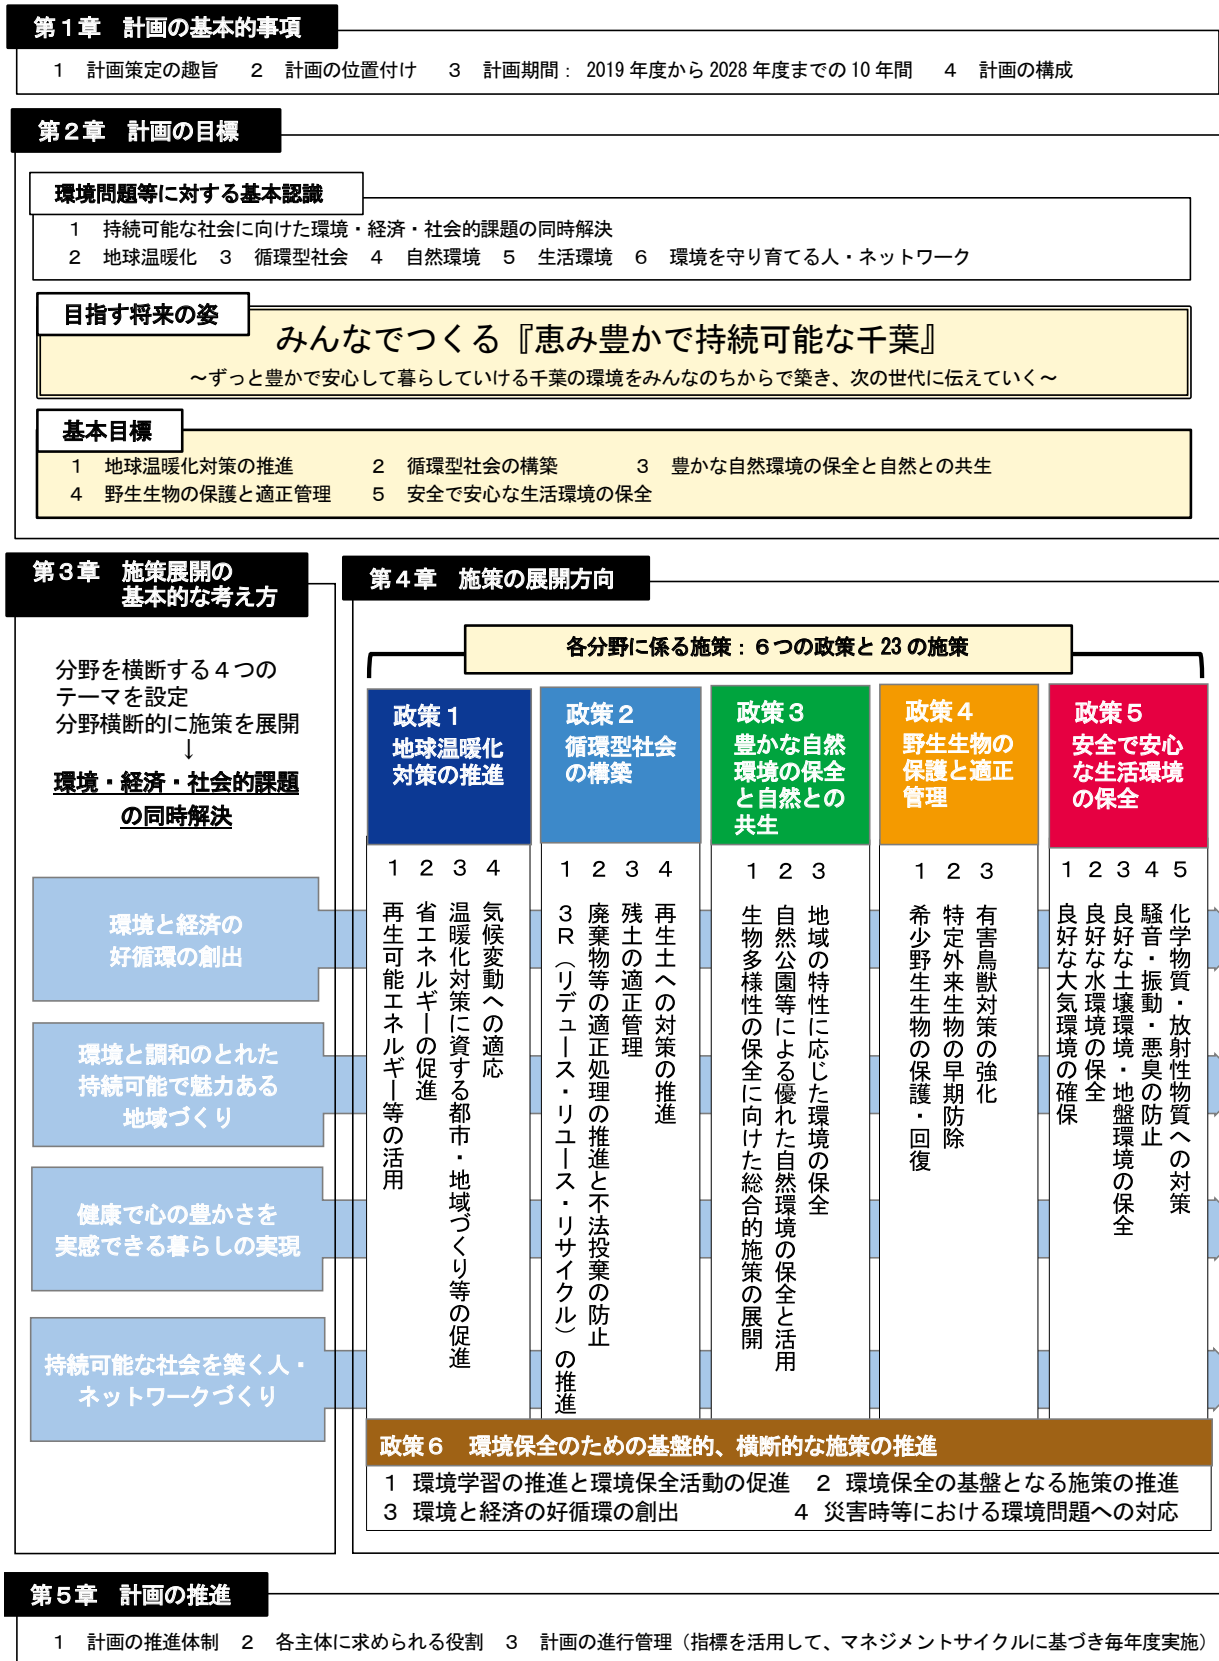 第１章　計画の基本的事項
１　計画策定の趣旨　２　計画の位置付け　３　計画期間： 2019 年度から 2028 年度までの 10 年間　４　計画の構成
第２章　計画の目標
環境問題等に対する基本認識
１　持続可能な社会に向けた環境・経済・社会的課題の同時解決
２　地球温暖化　３　循環型社会　４　自然環境　５　生活環境　６　環境を守り育てる人・ネットワーク
目指す将来の姿
みんなでつくる『恵み豊かで持続可能な千葉』
～ずっと豊かで安心して暮らしていける千葉の環境をみんなのちからで築き、次の世代に伝えていく～
基本目標
１　地球温暖化対策の推進　２　循環型社会の構築　３　豊かな自然環境の保全と自然との共生
４　野生生物の保護と適正管理　５　安全で安心な生活環境の保全
第３章　施策展開の
基本的な考え方
分野を横断する４つの
テーマを設定
分野横断的に施策を展開
↓
環境・経済・社会的課題
の同時解決
環境と経済の
好循環の創出
環境と調和のとれた
持続可能で魅力ある
地域づくり
健康で心の豊かさを
実感できる暮らしの実現
持続可能な社会を築く人・
ネットワークづくり
第４章　施策の展開方向
各分野に係る施策：６つの政策と 23 の施策
政策１
地球温暖化
対策の推進
１　再生可能エネルギー等の活用
２　省エネルギーの促進
３　温暖化対策に資する都市・地域づくり等の促進
４　気候変動への適応
政策２
循環型社会
の構築
１　３Ｒ（リデュース・リユース・リサイクル）の推進
２　廃棄物等の適正処理の推進と不法投棄の防止
３　残土の適正管理
４　再生土への対策の推進
政策３
豊かな自然
環境の保全
と自然との
共生
１　生物多様性の保全に向けた総合的施策の展開
２　自然公園等による優れた自然環境の保全と活用
３　地域の特性に応じた環境の保全
政策４
野生生物の
保護と適正
管理
１　希少野生生物の保護・回復
２　特定外来生物の早期防除
３　有害鳥獣対策の強化
政策５
安全で安心
な生活環境
の保全
１　良好な大気環境の確保
２　良好な水環境の保全
３　良好な土壌環境・地盤環境の保全
４　騒音・振動・悪臭の防止
５　化学物質・放射性物質への対策
政策６　環境保全のための基盤的、横断的な施策の推進
１　環境学習の推進と環境保全活動の促進　２　環境保全の基盤となる施策の推進
３　環境と経済の好循環の創出　４　災害時等における環境問題への対応
第５章　計画の推進
１　計画の推進体制　２　各主体に求められる役割　３　計画の進行管理（指標を活用して、マネジメントサイクルに基づき毎年度実施）